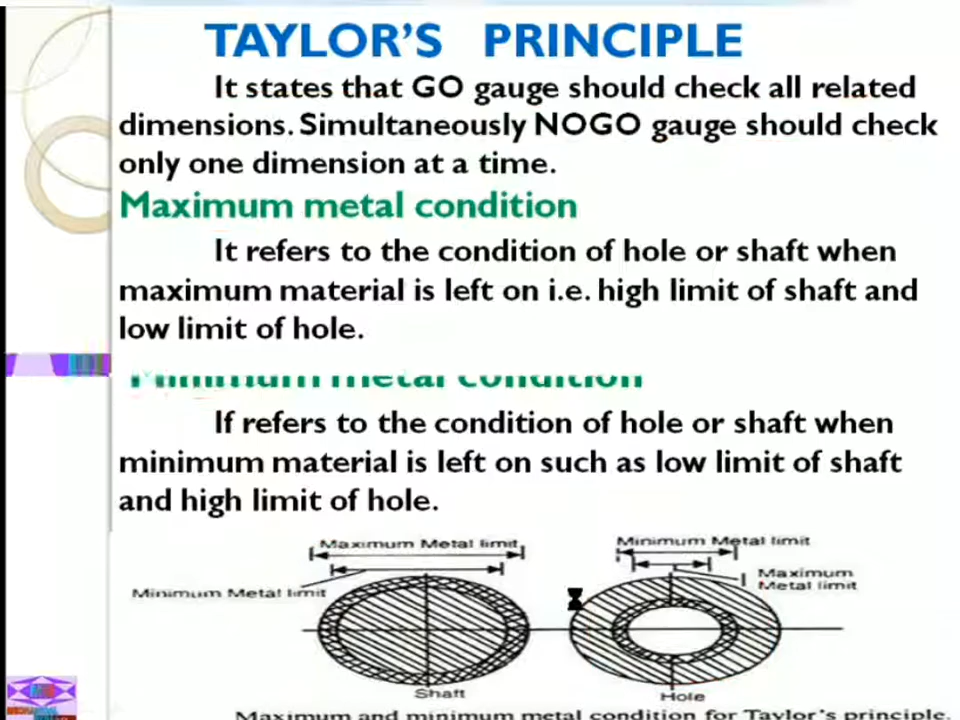 TAYLOR'S PRINCIPLE
It states that GO gauge should check all related
dimensions. Simultaneously NOGO gauge should check
only one dimension at a time.
Maximum metal condition
It refers to the condition of hole or shaft when
maximum material is left on i.e. high limit of shaft and
low limit of hole.
Minimum metal condition
If refers to the condition of hole or shaft when
minimum material is left on such as low limit of shaft
and high limit of hole.
Maximum Metal limit
Minimum Metal limit
Minimum Metal limit
Maximum
Metal limit
Shaft
Hole
Maximum and minimum metal condition for Taylor's principle.